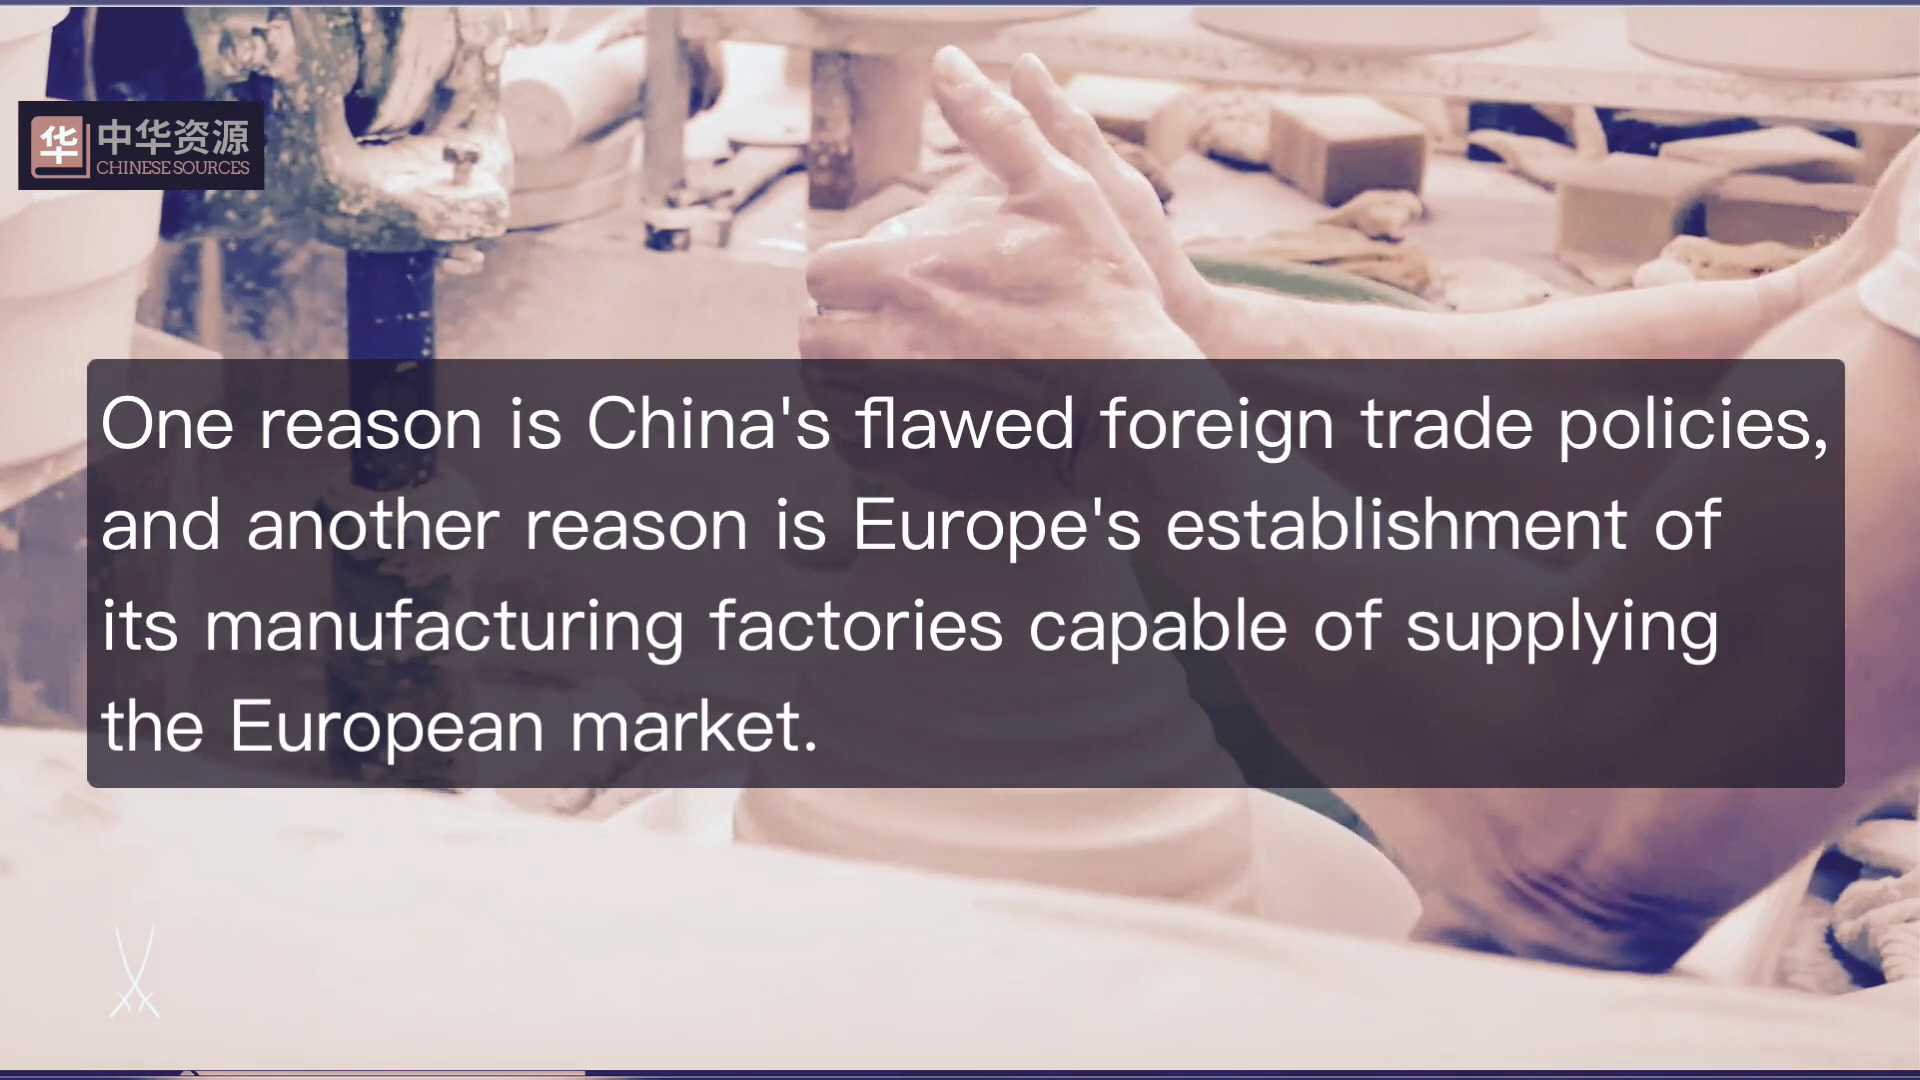 华 中华资源
CHINESE SOURCES
One reason is China's flawed foreign trade policies,
and another reason is Europe's establishment of
its manufacturing factories capable of supplying
the European market.